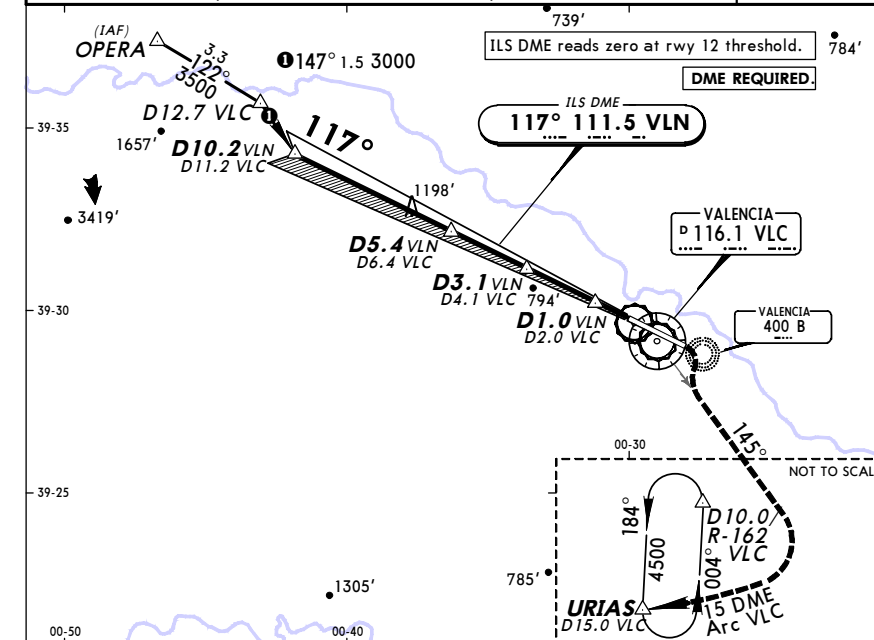 739'
(IAF)
OPERA
3.3
122°
3500
❶147° 1.5 3000
ILS DME reads zero at rwy 12 threshold.
784'
DME REQUIRED.
D12.7 VLC
❶
ILS DME
117° 111.5 VLN
39-35
1657'
117°
D10.2 VLN
D11.2 VLC
1198'
3419'
VALENCIA
D 116.1 VLC
D5.4 VLN
D6.4 VLC
D3.1 VLN
D4.1 VLC
794'
39-30
D1.0 VLN
D2.0 VLC
VALENCIA
400 B
145°
00-30
NOT TO SCAL
39-25
184°
4500
004°
D10.0
R-162
VLC
785'
1305'
URIAS
D15.0 VLC
15 DME
Arc VLC
00-50
00-40